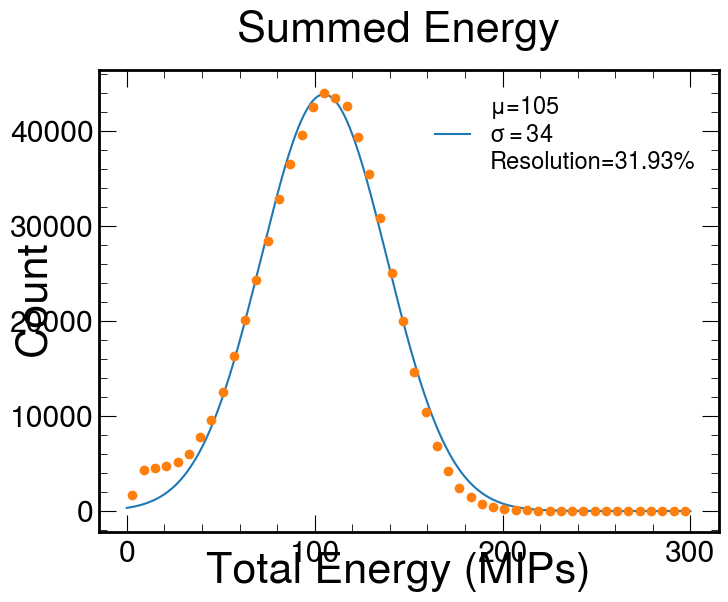 Summed Energy
μ=105
σ = 34
Resolution=31.93%
40000
30000
20000
10000
0
Count
0
100
200
300
Total Energy (MIPs)